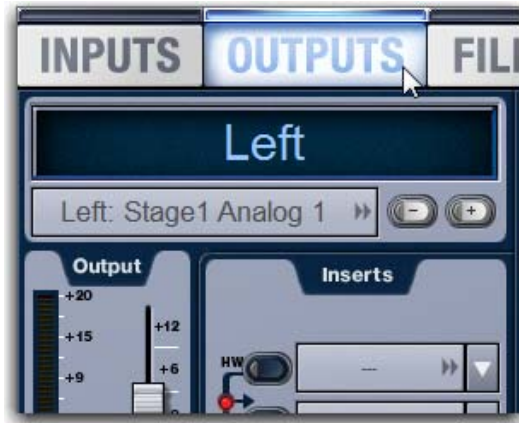 INPUTS OUTPUTS
Left
Left: Stage1 Analog 1
- +
Output Inserts
+20
+12
+15
HW ---
+6
+9